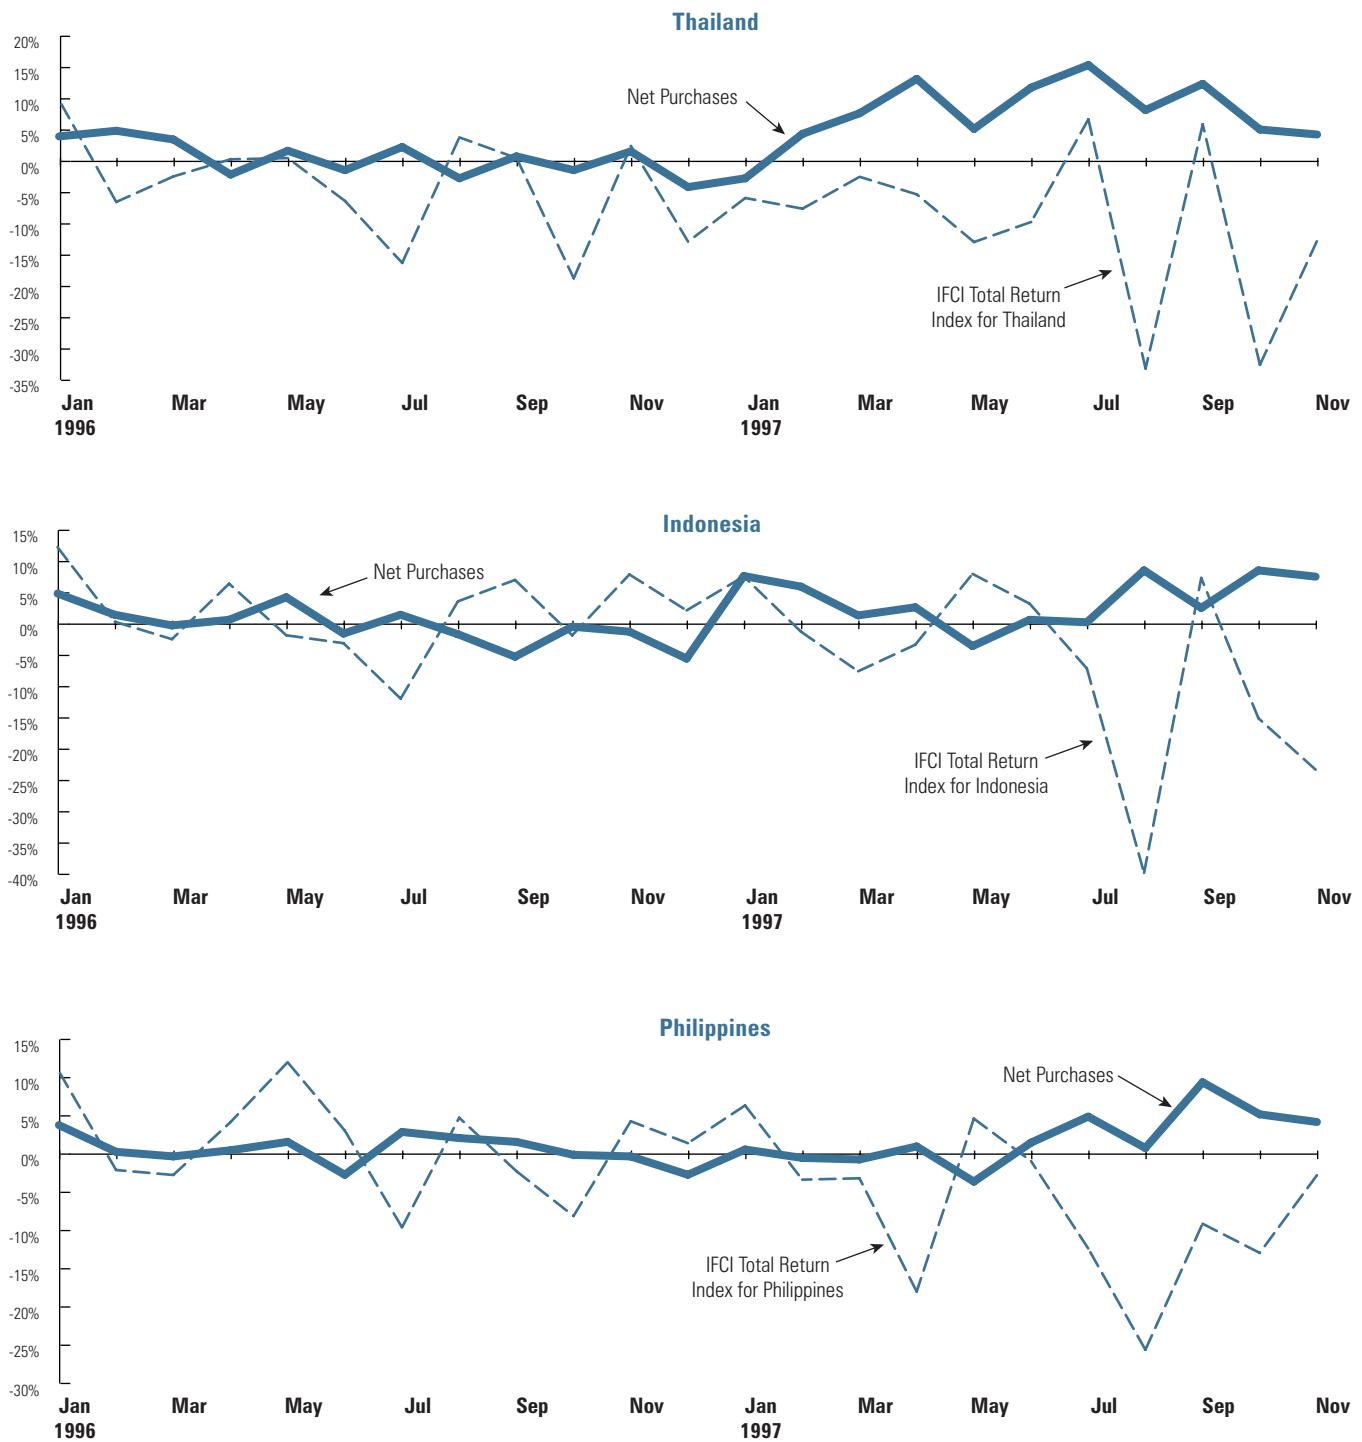 Thailand
20%
15%
10%
5%
0%
-5%
-10%
-15%
-20%
-25%
-30%
-35%
Net Purchases
IFCI Total Return
Index for Thailand
Jan Mar May Jul Sep Nov Jan Mar May Jul Sep Nov
1996 1997
Indonesia
15%
10%
5%
0%
-5%
-10%
-15%
-20%
-25%
-30%
-35%
-40%
Net Purchases
IFCI Total Return
Index for Indonesia
Jan Mar May Jul Sep Nov Jan Mar May Jul Sep Nov
1996 1997
Philippines
15%
10%
5%
0%
-5%
-10%
-15%
-20%
-25%
-30%
Net Purchases
IFCI Total Return
Index for Philippines
Jan Mar May Jul Sep Nov Jan Mar May Jul Sep Nov
1996 1997